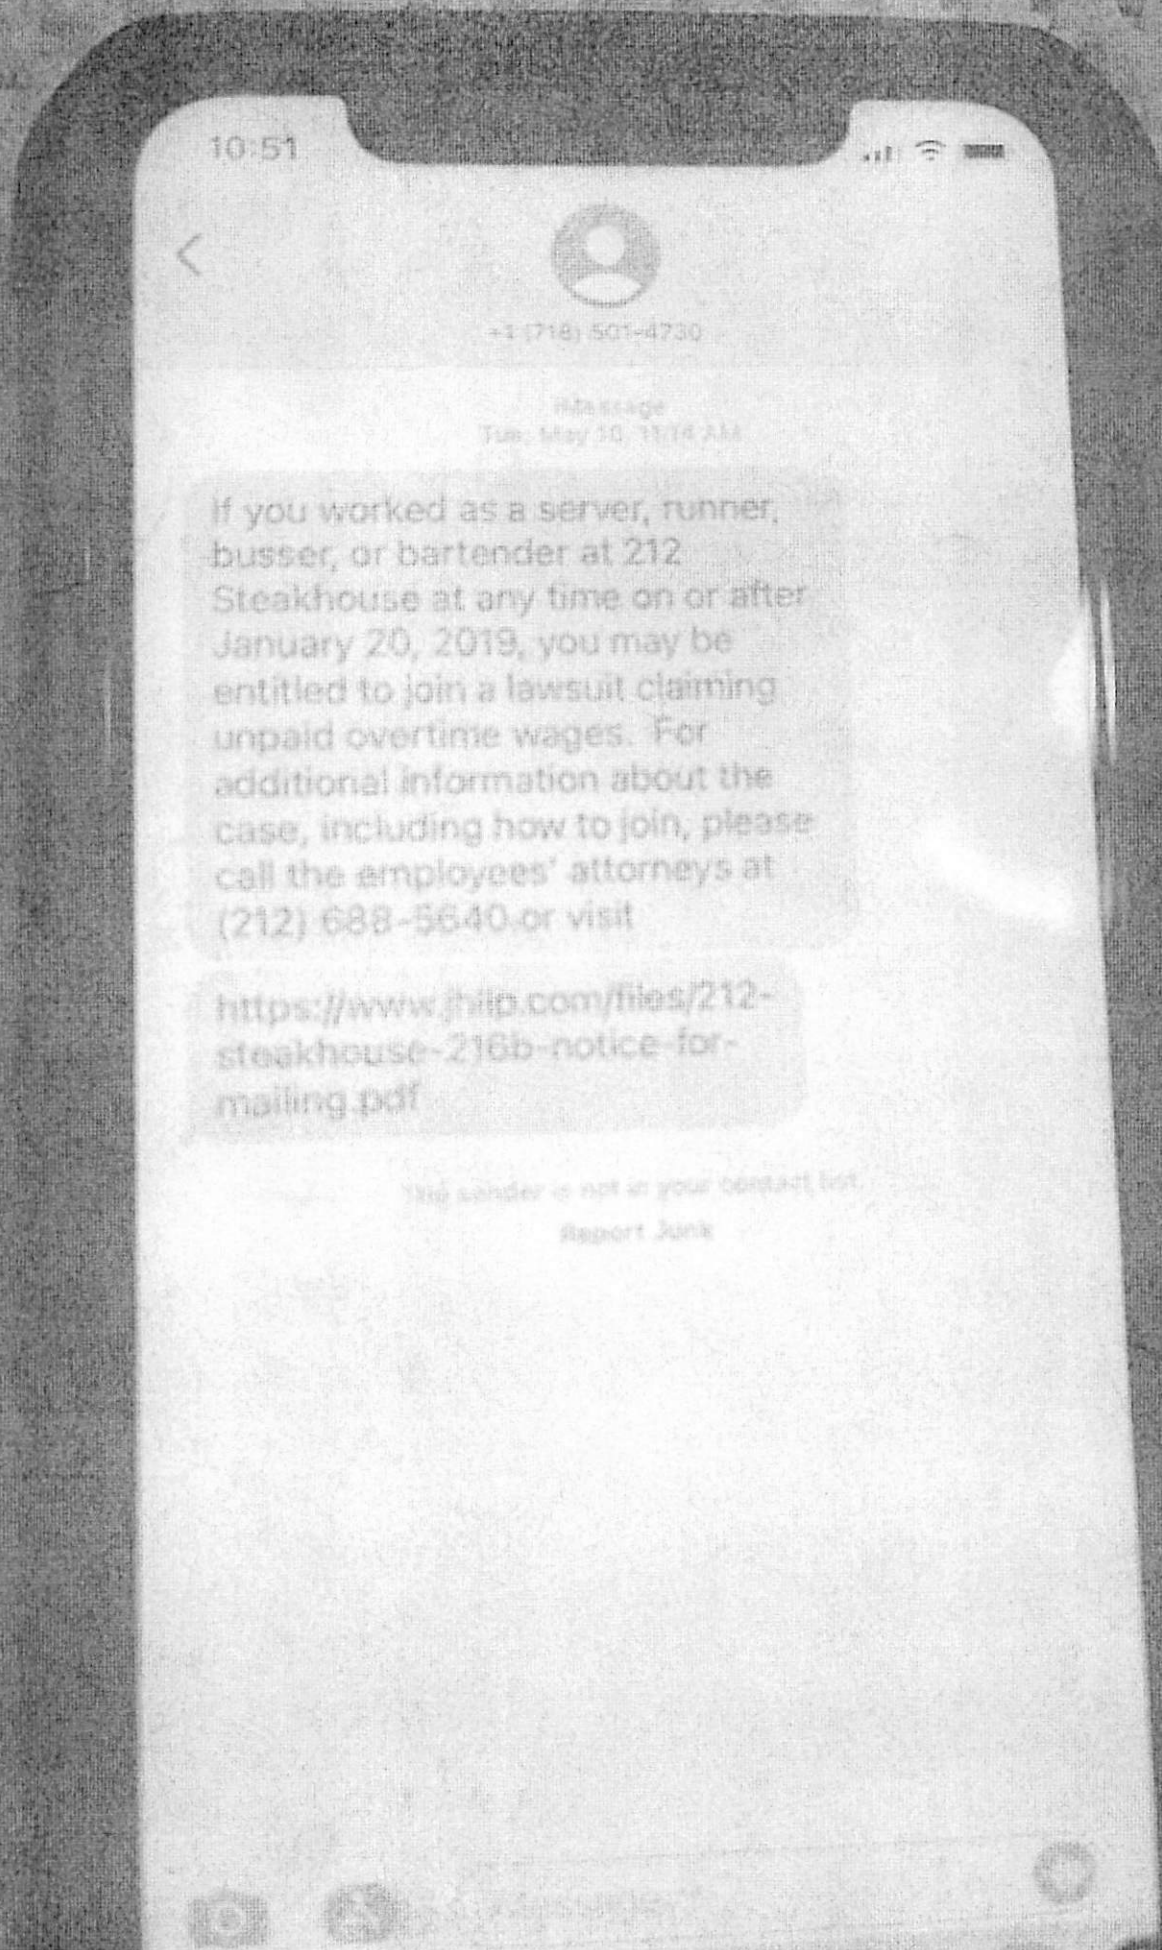 10:51
+1 (718) 501-4730
iMessage
Tue, May 10, 11:14 AM
If you worked as a server, runner,
busser, or bartender at 212
Steakhouse at any time on or after
January 20, 2019, you may be
entitled to join a lawsuit claiming
unpaid overtime wages.  For
additional information about the
case, including how to join, please
call the employees' attorneys at
(212) 688-5640 or visit
https://www.jhllp.com/files/212-
steakhouse-216b-notice-for-
mailing.pdf
The sender is not in your contact list.
Report Junk